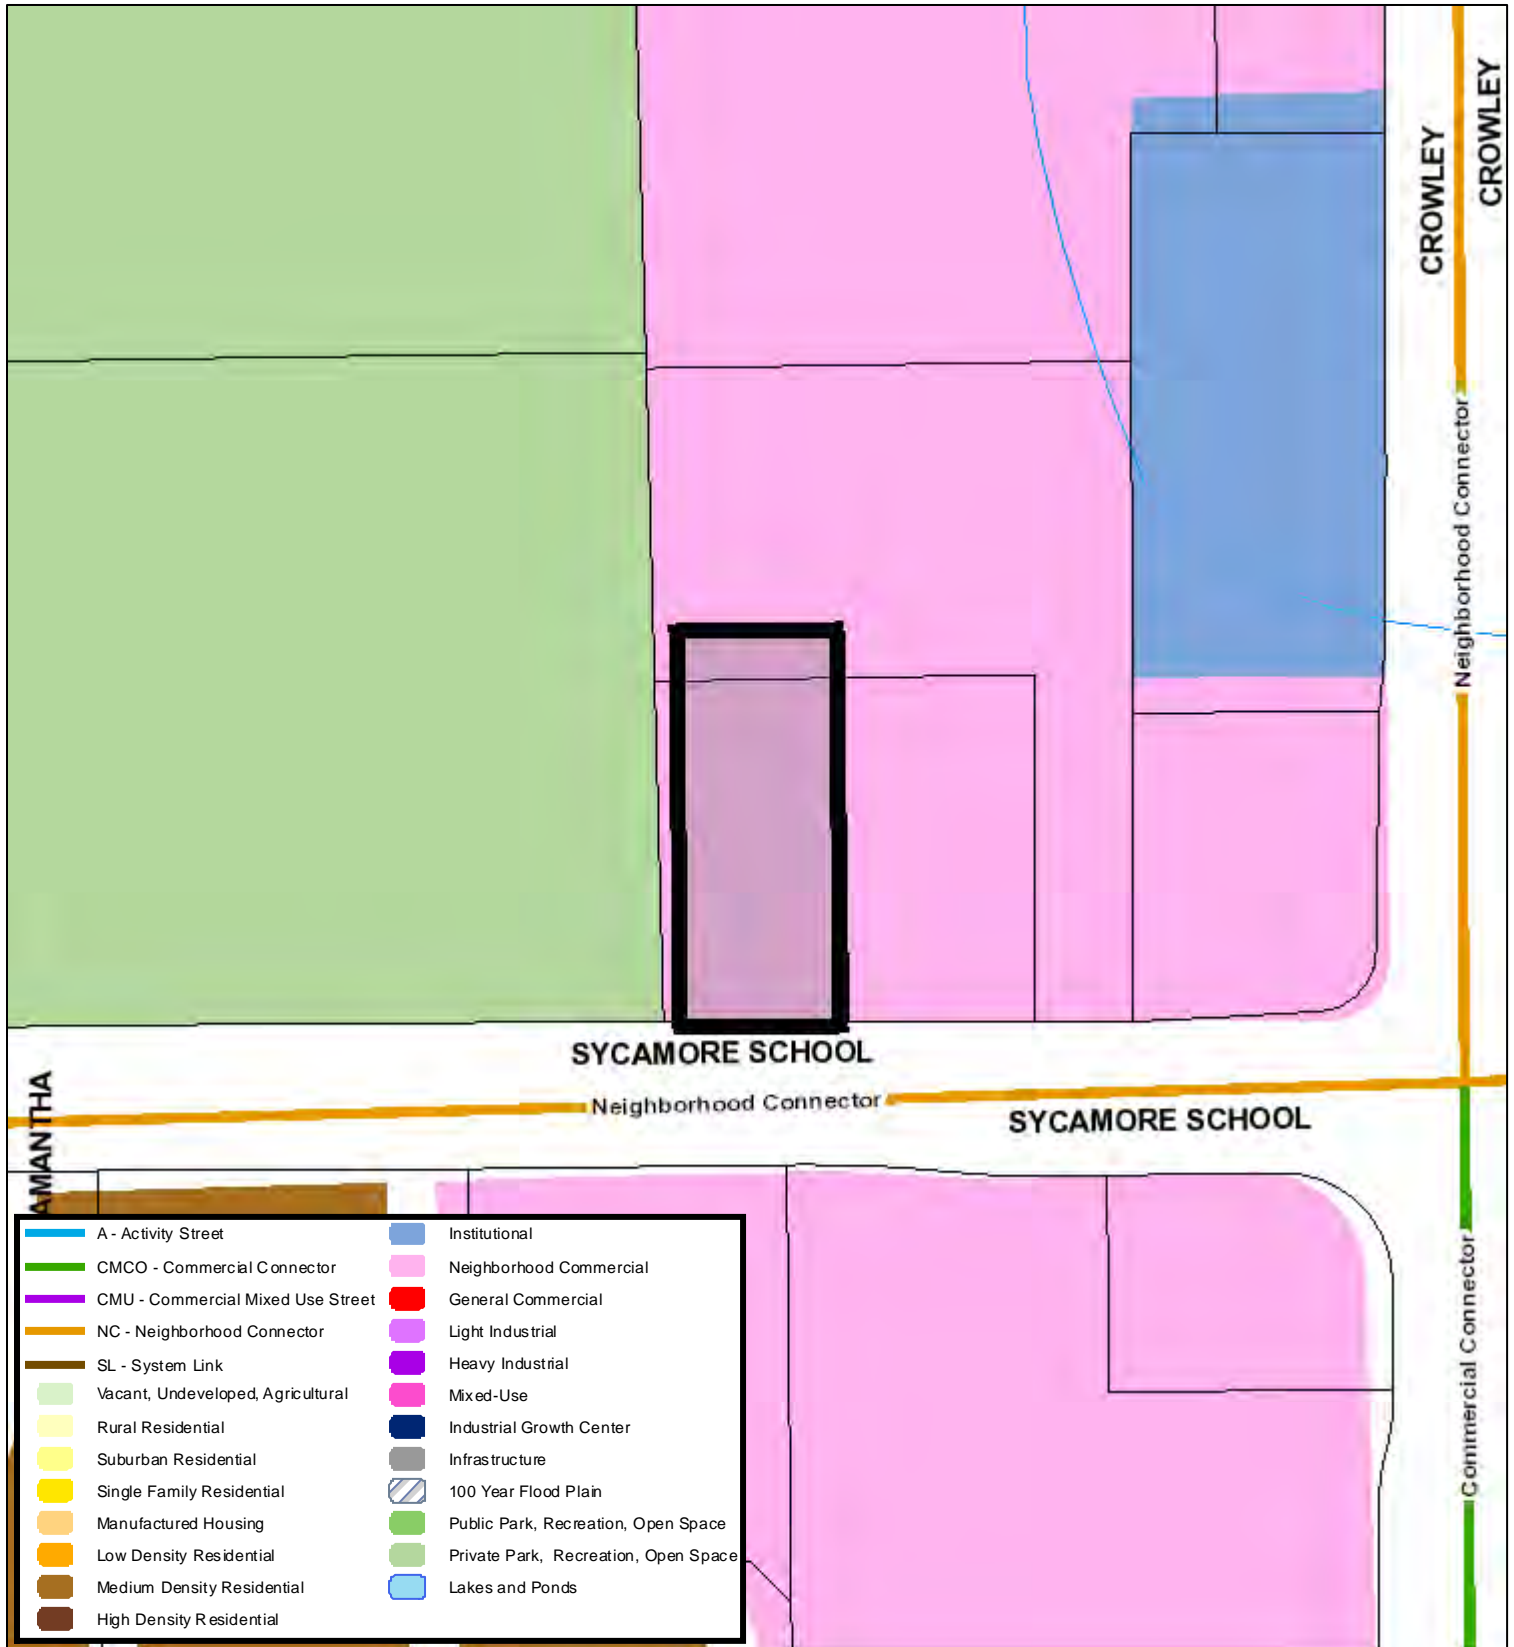 CROWLEY
CROWLEY
Neighborhood Connector
SYCAMORE SCHOOL
Neighborhood Connector
SYCAMORE SCHOOL
AMANTHA
Commercial Connector
A - Activity Street
CMCO - Commercial Connector
CMU - Commercial Mixed Use Street
NC - Neighborhood Connector
SL - System Link
Vacant, Undeveloped, Agricultural
Rural Residential
Suburban Residential
Single Family Residential
Manufactured Housing
Low Density Residential
Medium Density Residential
High Density Residential
Institutional
Neighborhood Commercial
General Commercial
Light Industrial
Heavy Industrial
Mixed-Use
Industrial Growth Center
Infrastructure
100 Year Flood Plain
Public Park, Recreation, Open Space
Private Park, Recreation, Open Space
Lakes and Ponds